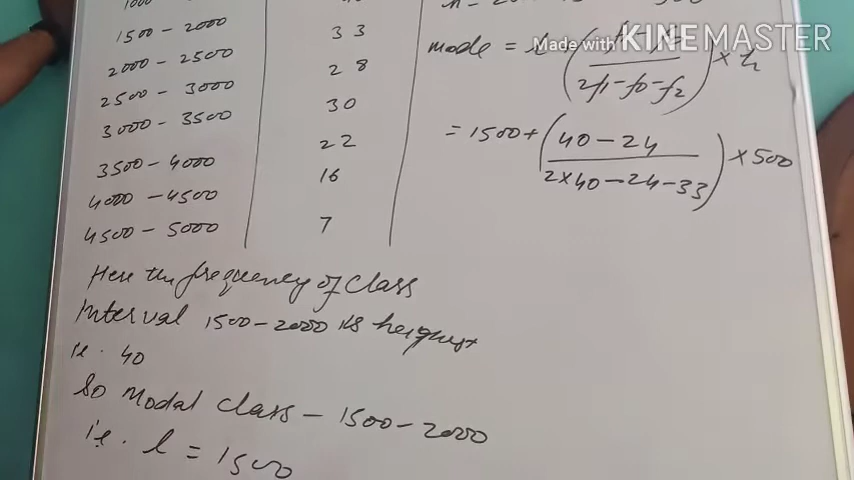 1500 - 2000 33
2000 - 2500 28
2500 - 3000 30
3000 - 3500 22
3500 - 4000 16
4000 - 4500 7
4500 - 5000
mode = l
2f1-f0-f2 × h
= 1500 + (40 - 24
2×40-24-33) × 500
Made with KINEMASTER
Here the frequency of Class
Interval 1500-2000 is heighest
ie. 40
So Modal Class - 1500-2000
i.e. l = 1500